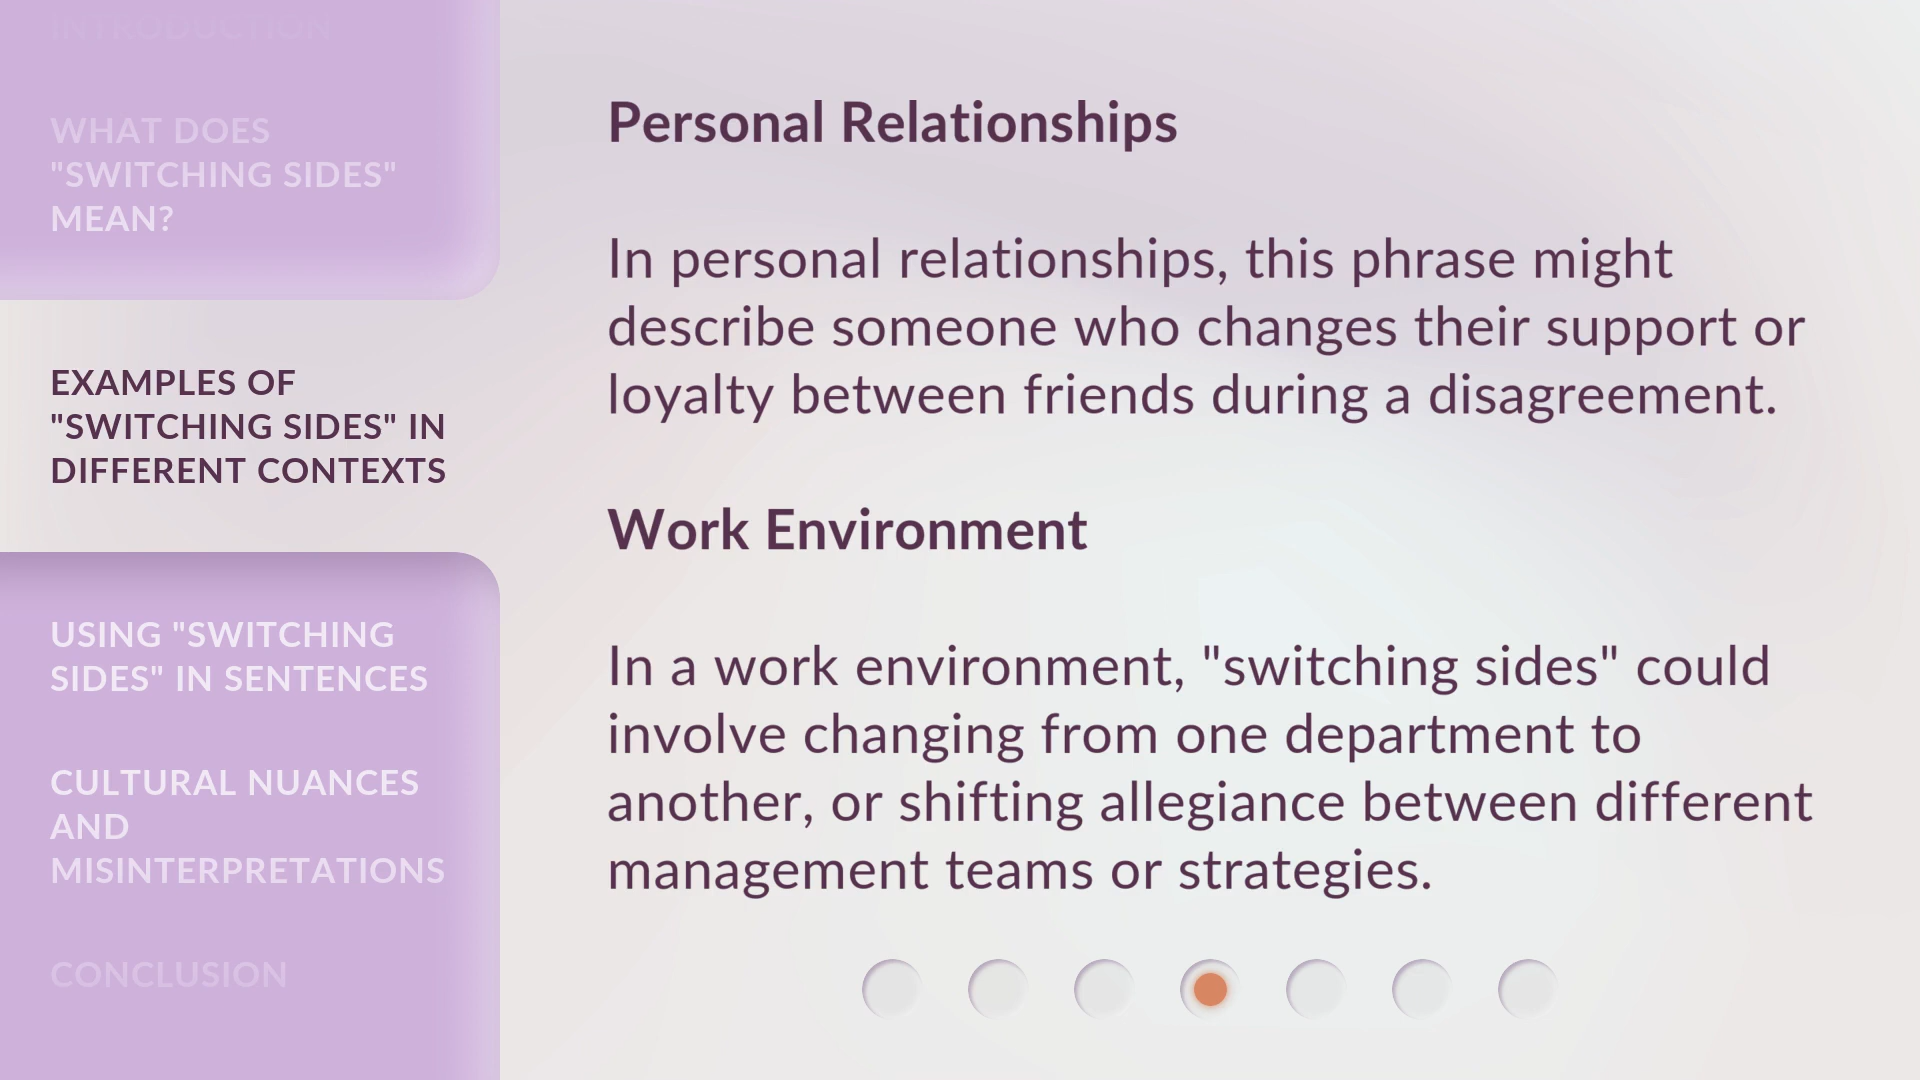 INTRODUCTION
WHAT DOES
"SWITCHING SIDES"
MEAN?
EXAMPLES OF
"SWITCHING SIDES" IN
DIFFERENT CONTEXTS
USING "SWITCHING
SIDES" IN SENTENCES
CULTURAL NUANCES
AND
MISINTERPRETATIONS
CONCLUSION
Personal Relationships
In personal relationships, this phrase might
describe someone who changes their support or
loyalty between friends during a disagreement.
Work Environment
In a work environment, "switching sides" could
involve changing from one department to
another, or shifting allegiance between different
management teams or strategies.